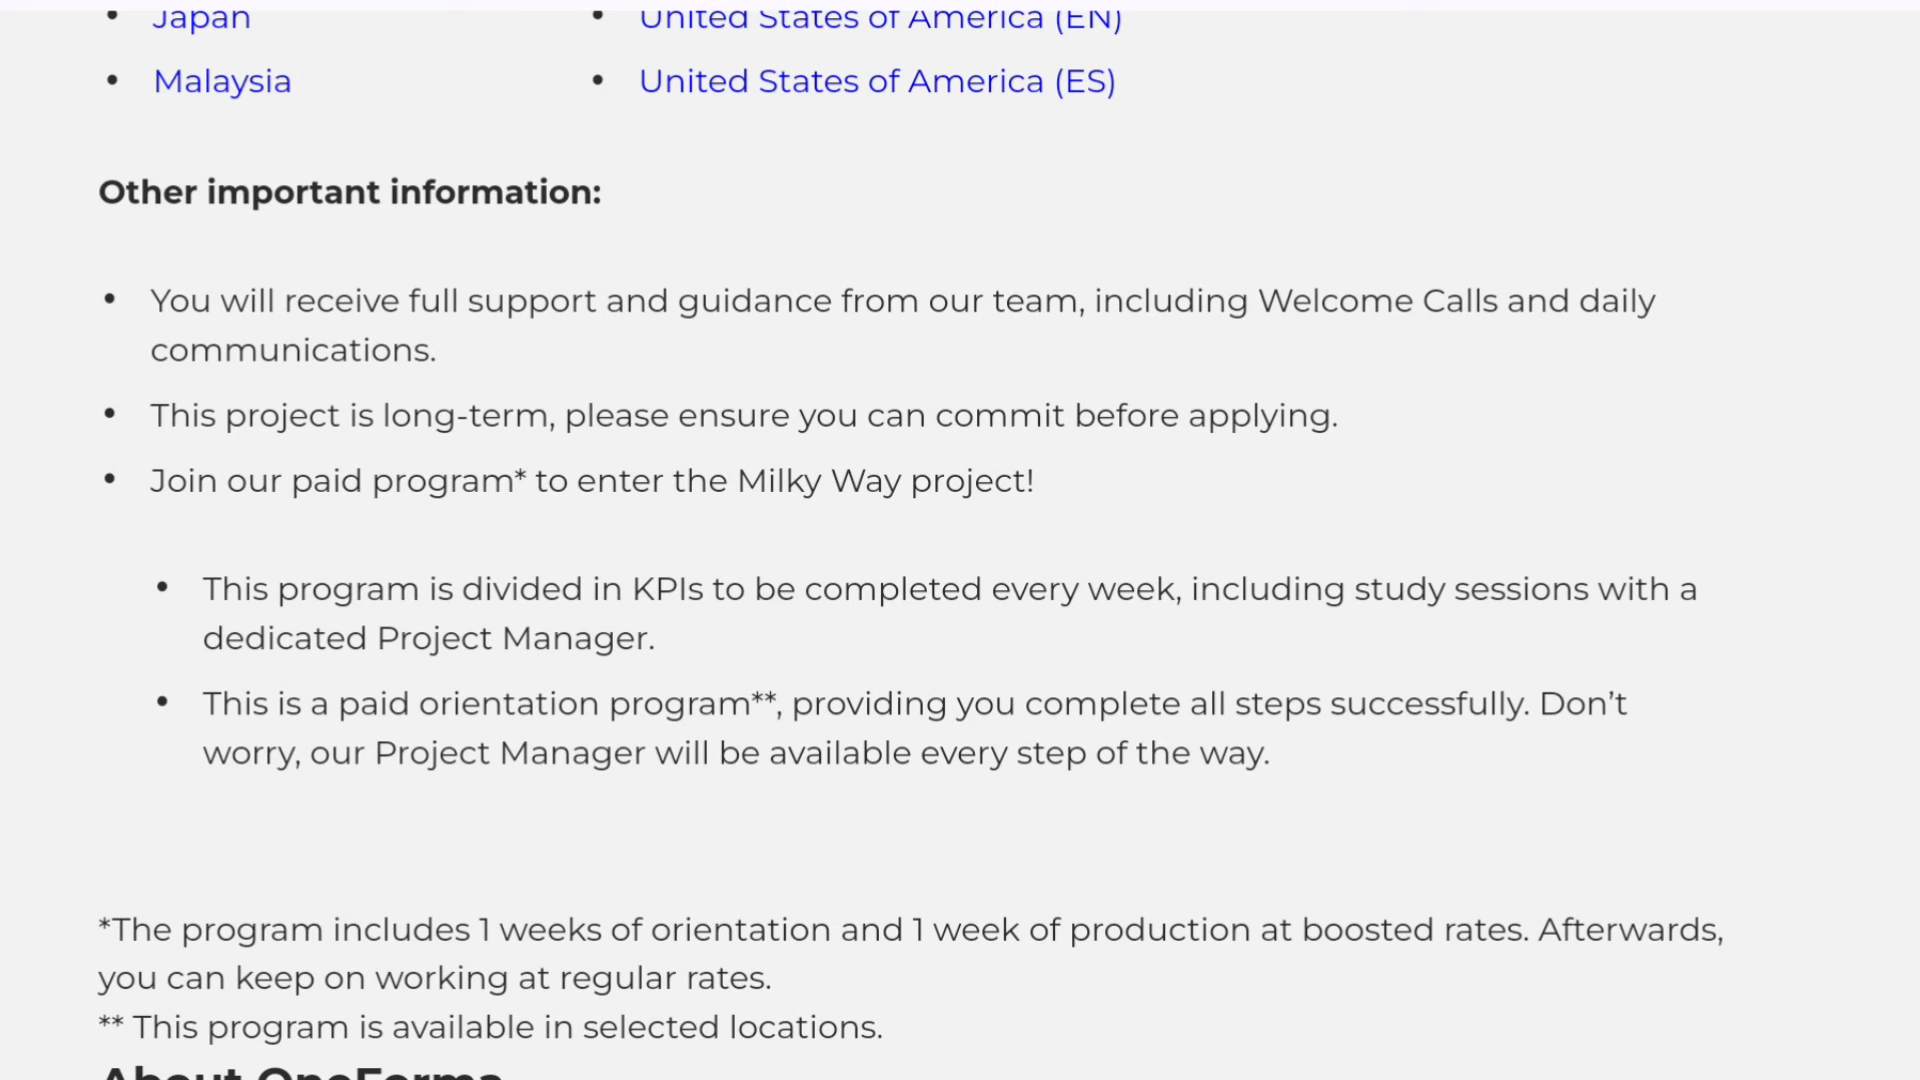 Japan
United States of America (EN)
Malaysia
United States of America (ES)
Other important information:
You will receive full support and guidance from our team, including Welcome Calls and daily
communications.
This project is long-term, please ensure you can commit before applying.
Join our paid program* to enter the Milky Way project!
This program is divided in KPIs to be completed every week, including study sessions with a
dedicated Project Manager.
This is a paid orientation program**, providing you complete all steps successfully. Don’t
worry, our Project Manager will be available every step of the way.
*The program includes 1 weeks of orientation and 1 week of production at boosted rates. Afterwards,
you can keep on working at regular rates.
** This program is available in selected locations.
About OneForma